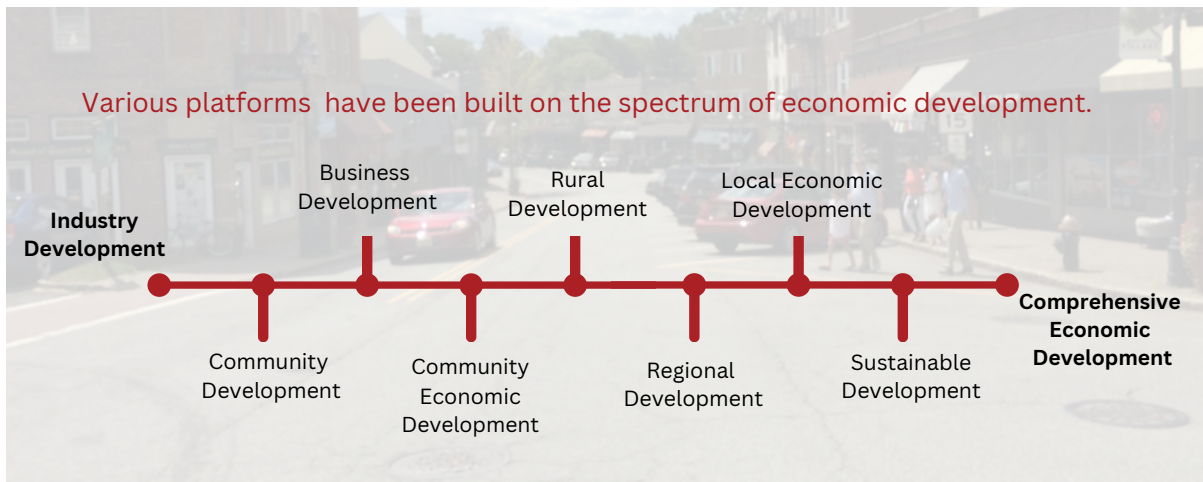 Various platforms have been built on the spectrum of economic development.
Industry
Development
Community
Development
Business
Development
Community
Economic
Development
Rural
Development
Regional
Development
Local Economic
Development
Sustainable
Development
Comprehensive
Economic
Development
15